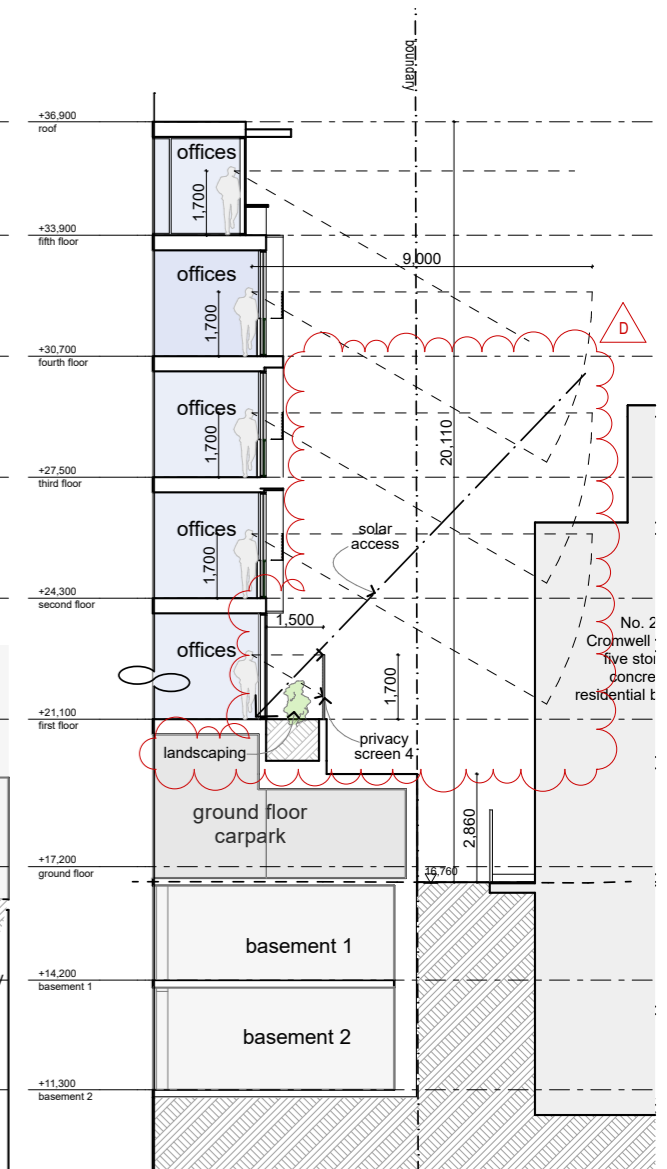 boundary
+36,900
roof
offices
1,700
+33,900
fifth floor
9,000
offices
1,700
D
+30,700
fourth floor
offices
1,700
20,110
+27,500
third floor
offices
1,700
solar
access
+24,300
second floor
1,500
No. 2
Cromwell
five stor
concre
residential b
offices
1,700
+21,100
first floor
landscaping
privacy
screen 4
ground floor
carpark
2,860
+17,200
ground floor
16,760
basement 1
+14,200
basement 1
basement 2
+11,300
basement 2